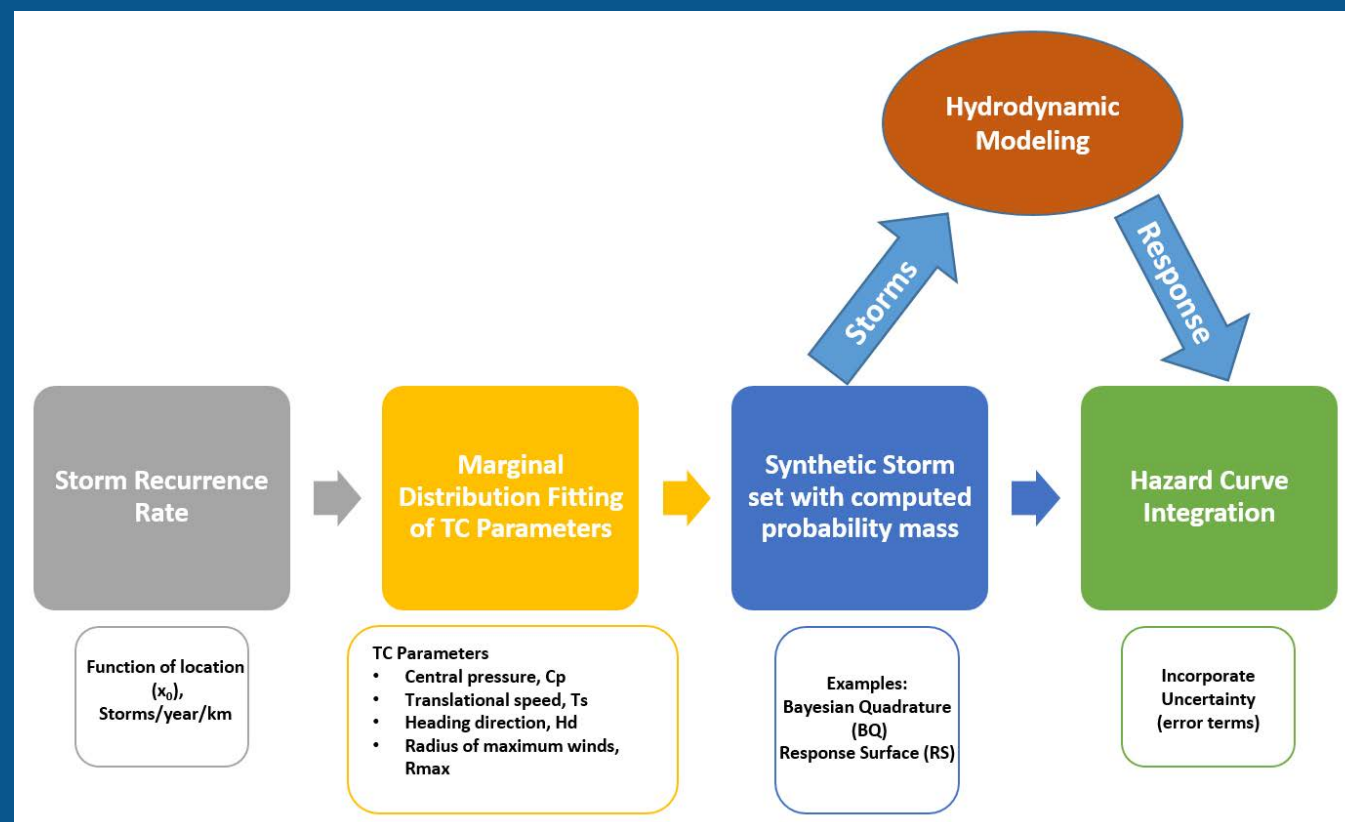 Hydrodynamic
Modeling
Storms
Response
Storm Recurrence
Rate
Marginal
Distribution Fitting
of TC Parameters
Synthetic Storm
set with computed
probability mass
Hazard Curve
Integration
Function of location
(x₀),
Storms/year/km
TC Parameters
• Central pressure, Cp
• Translational speed, Ts
• Heading direction, Hd
• Radius of maximum winds,
Rmax
Examples:
Bayesian Quadrature
(BQ)
Response Surface (RS)
Incorporate
Uncertainty
(error terms)